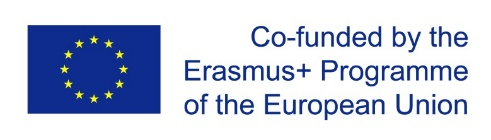 Co-funded by the
Erasmus+ Programme
of the European Union